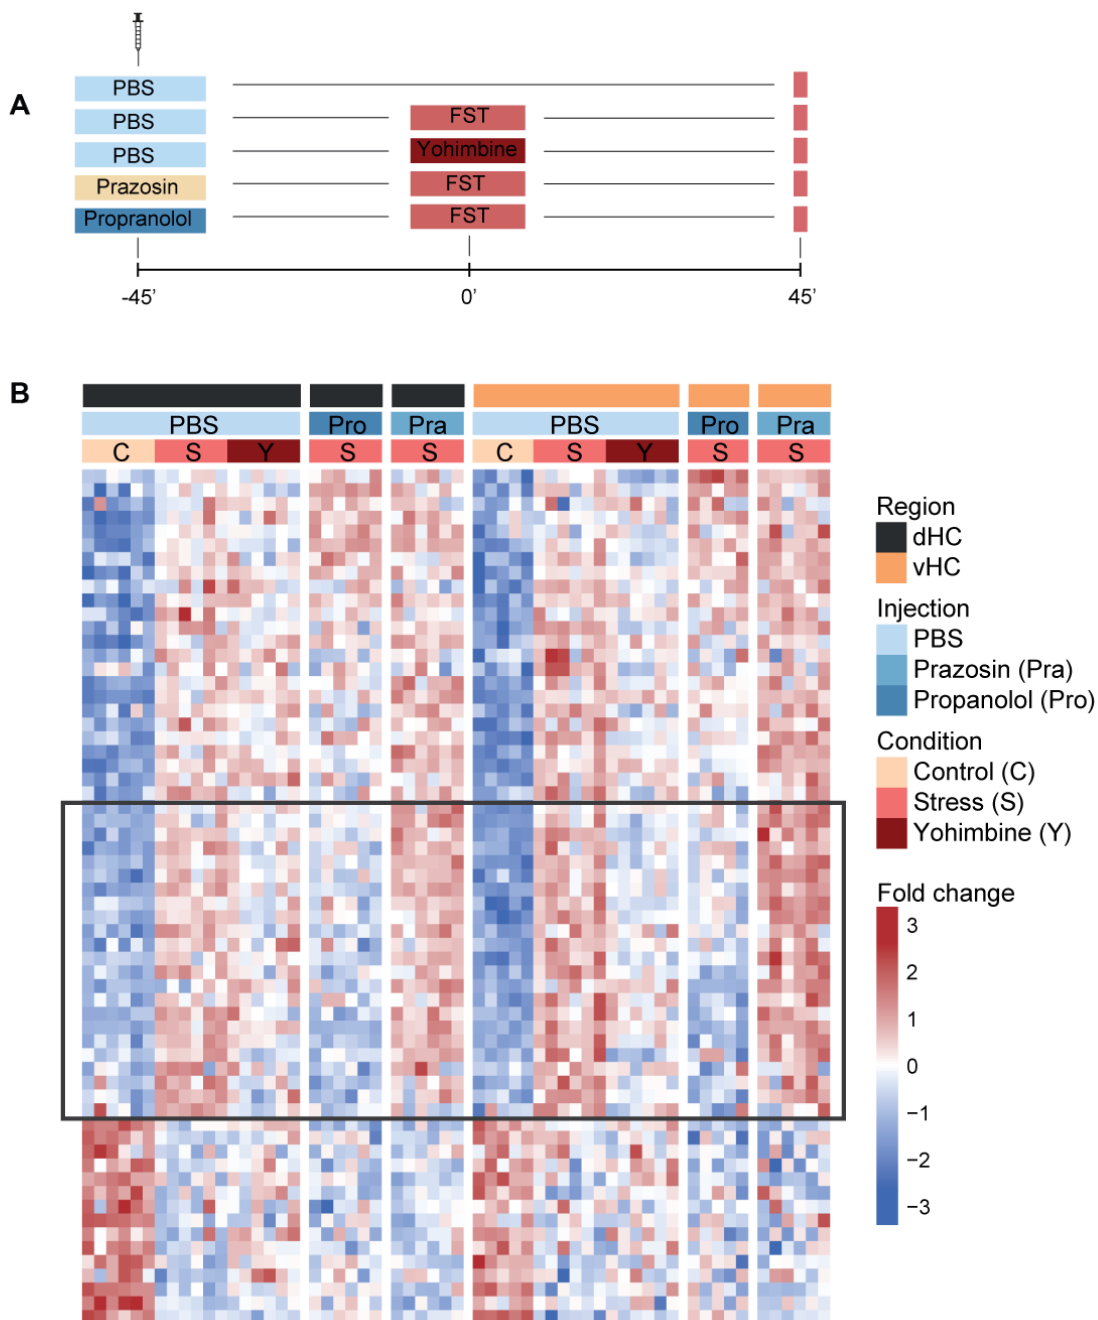 A
PBS
PBS FST
PBS Yohimbine
Prazosin FST
Propranolol FST
-45’ 0’ 45’
B
PBS Pro Pra PBS Pro Pra
C S Y S S C S Y S S
Region
dHC
vHC
Injection
PBS
Prazosin (Pra)
Propanolol (Pro)
Condition
Control (C)
Stress (S)
Yohimbine (Y)
Fold change
3
2
1
0
−1
−2
−3